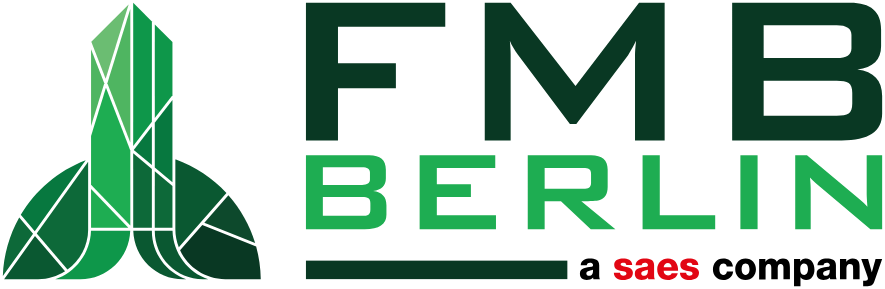 FMB
BERLIN
a saes company